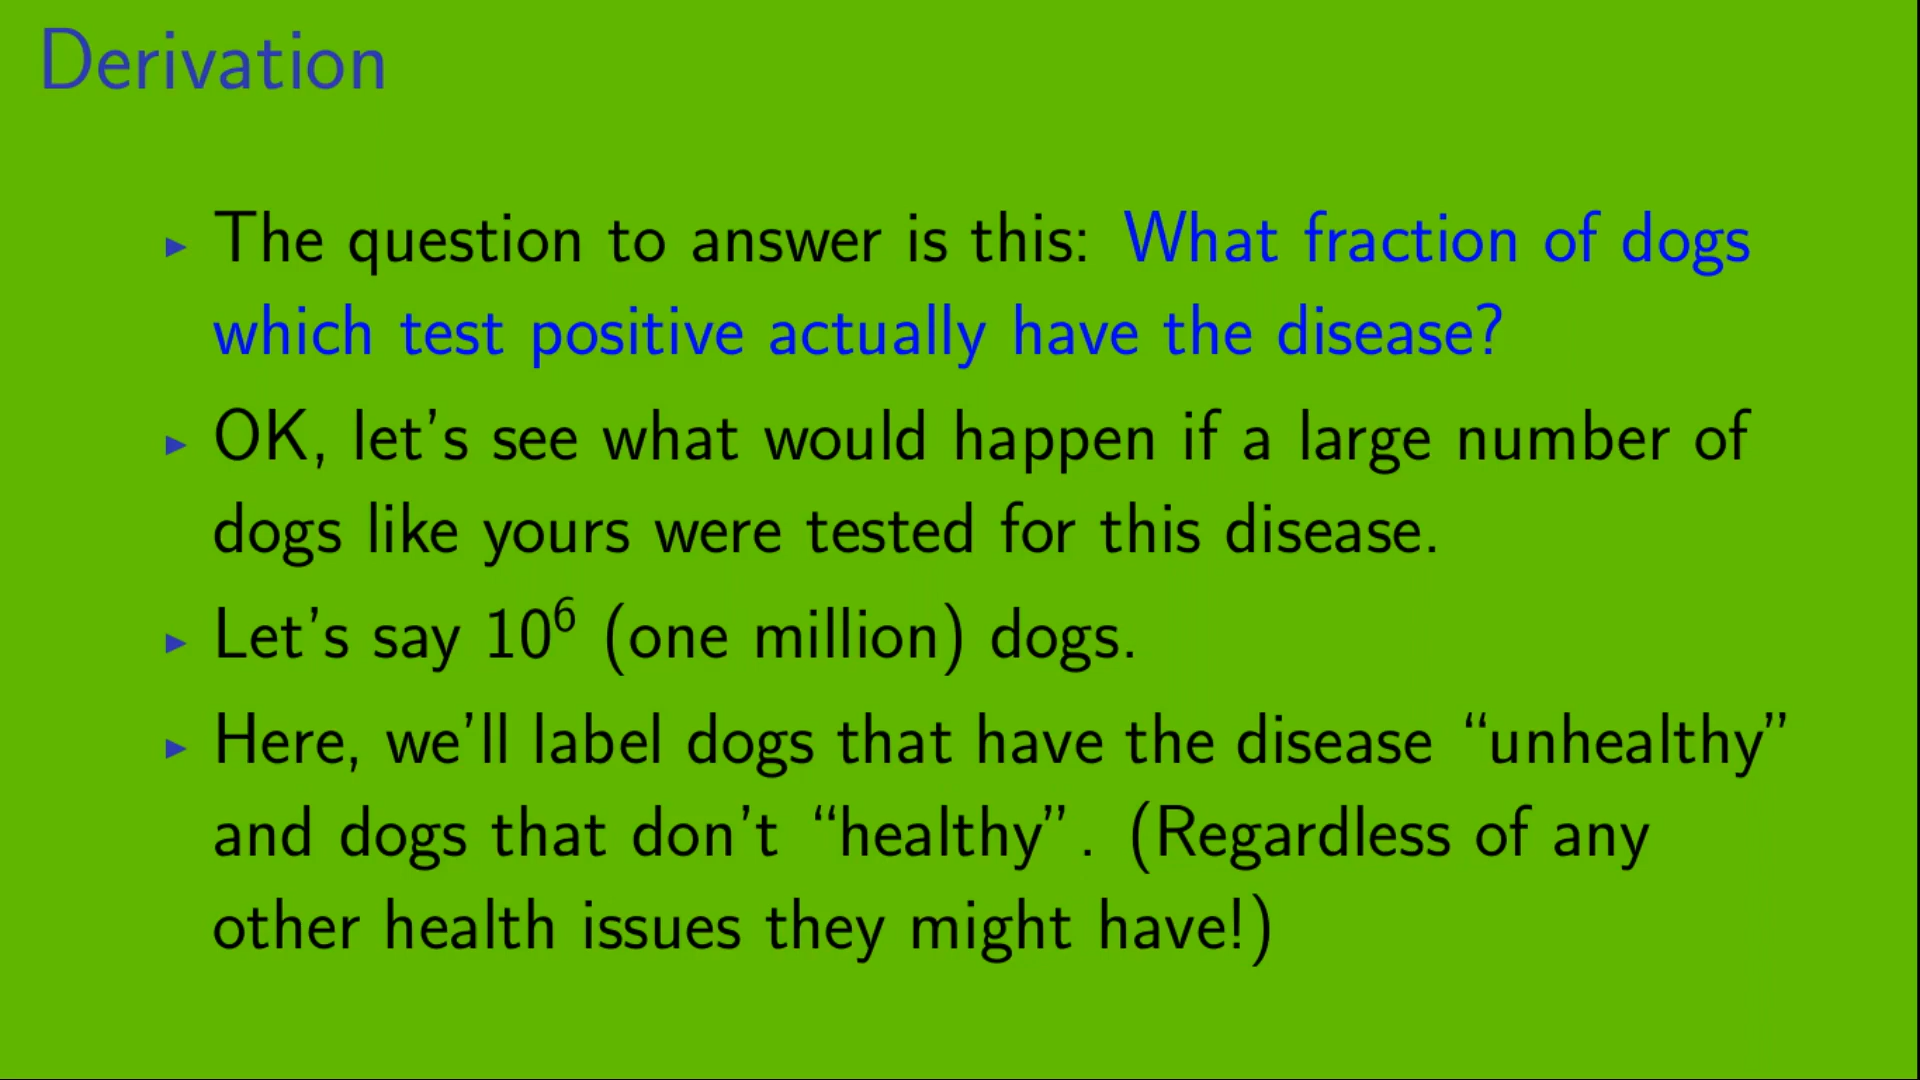 Derivation
▶ The question to answer is this: What fraction of dogs
which test positive actually have the disease?
▶ OK, let’s see what would happen if a large number of
dogs like yours were tested for this disease.
▶ Let’s say 10⁶ (one million) dogs.
▶ Here, we’ll label dogs that have the disease “unhealthy”
and dogs that don’t “healthy”. (Regardless of any
other health issues they might have!)